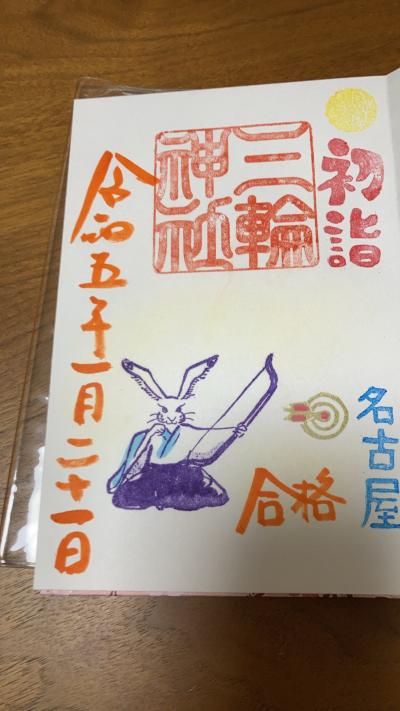 初詣
三輪
神社
名古屋
合格
令和五年一月二十一日